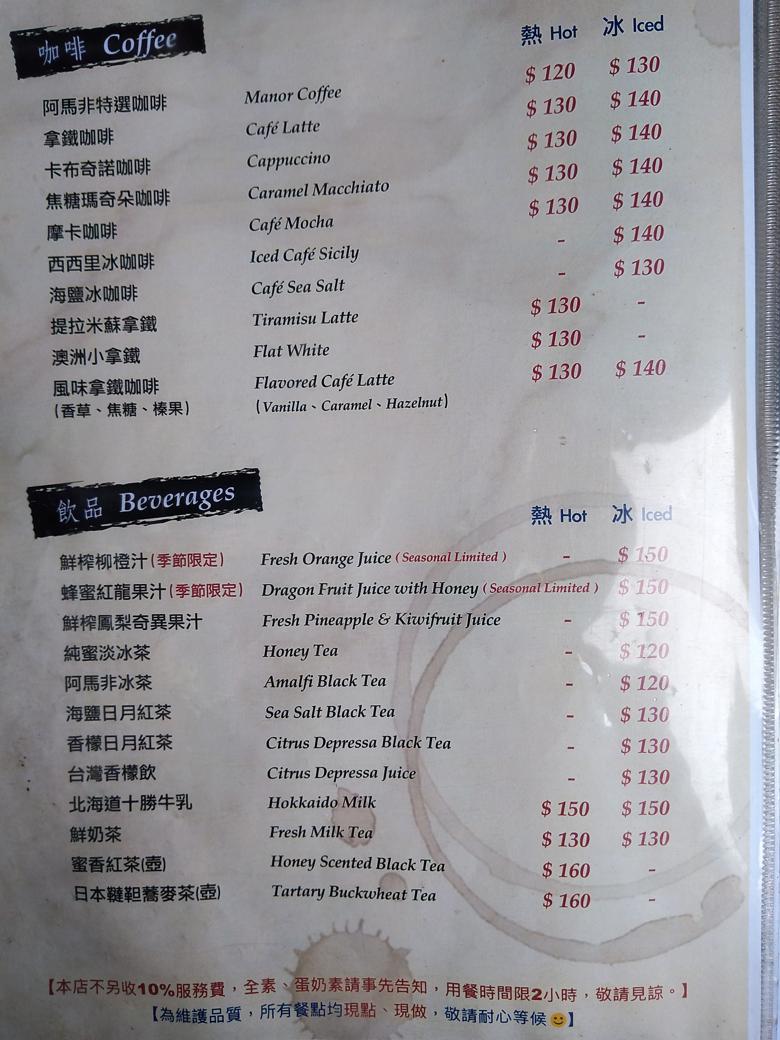 咖啡 Coffee 熱 Hot 冰 Iced
阿馬非特選咖啡 Manor Coffee $ 120 $ 130
拿鐵咖啡 Café Latte $ 130 $ 140
卡布奇諾咖啡 Cappuccino $ 130 $ 140
焦糖瑪奇朵咖啡 Caramel Macchiato $ 130 $ 140
摩卡咖啡 Café Mocha $ 130 $ 140
西西里冰咖啡 Iced Café Sicily - $ 140
海鹽冰咖啡 Café Sea Salt - $ 130
提拉米蘇拿鐵 Tiramisu Latte $ 130 -
澳洲小拿鐵 Flat White $ 130 -
風味拿鐵咖啡 Flavored Café Latte $ 130 $ 140
(香草、焦糖、榛果) (Vanilla、Caramel、Hazelnut)
飲品 Beverages 熱 Hot 冰 Iced
鮮榨柳橙汁(季節限定) Fresh Orange Juice ( Seasonal Limited ) - $ 150
蜂蜜紅龍果汁(季節限定) Dragon Fruit Juice with Honey ( Seasonal Limited ) $ 150
鮮榨鳳梨奇異果汁 Fresh Pineapple & Kiwifruit Juice - $ 150
純蜜淡冰茶 Honey Tea - $ 120
阿馬非冰茶 Amalfi Black Tea - $ 120
海鹽日月紅茶 Sea Salt Black Tea - $ 130
香檬日月紅茶 Citrus Depressa Black Tea - $ 130
台灣香檬飲 Citrus Depressa Juice - $ 130
北海道十勝牛乳 Hokkaido Milk $ 150 $ 150
鮮奶茶 Fresh Milk Tea $ 130 $ 130
蜜香紅茶(壺) Honey Scented Black Tea $ 160 -
日本韃靼蕎麥茶(壺) Tartary Buckwheat Tea $ 160 -
【本店不另收10%服務費，全素、蛋奶素請事先告知，用餐時間限2小時，敬請見諒。】
【為維護品質，所有餐點均現點、現做，敬請耐心等候😊】